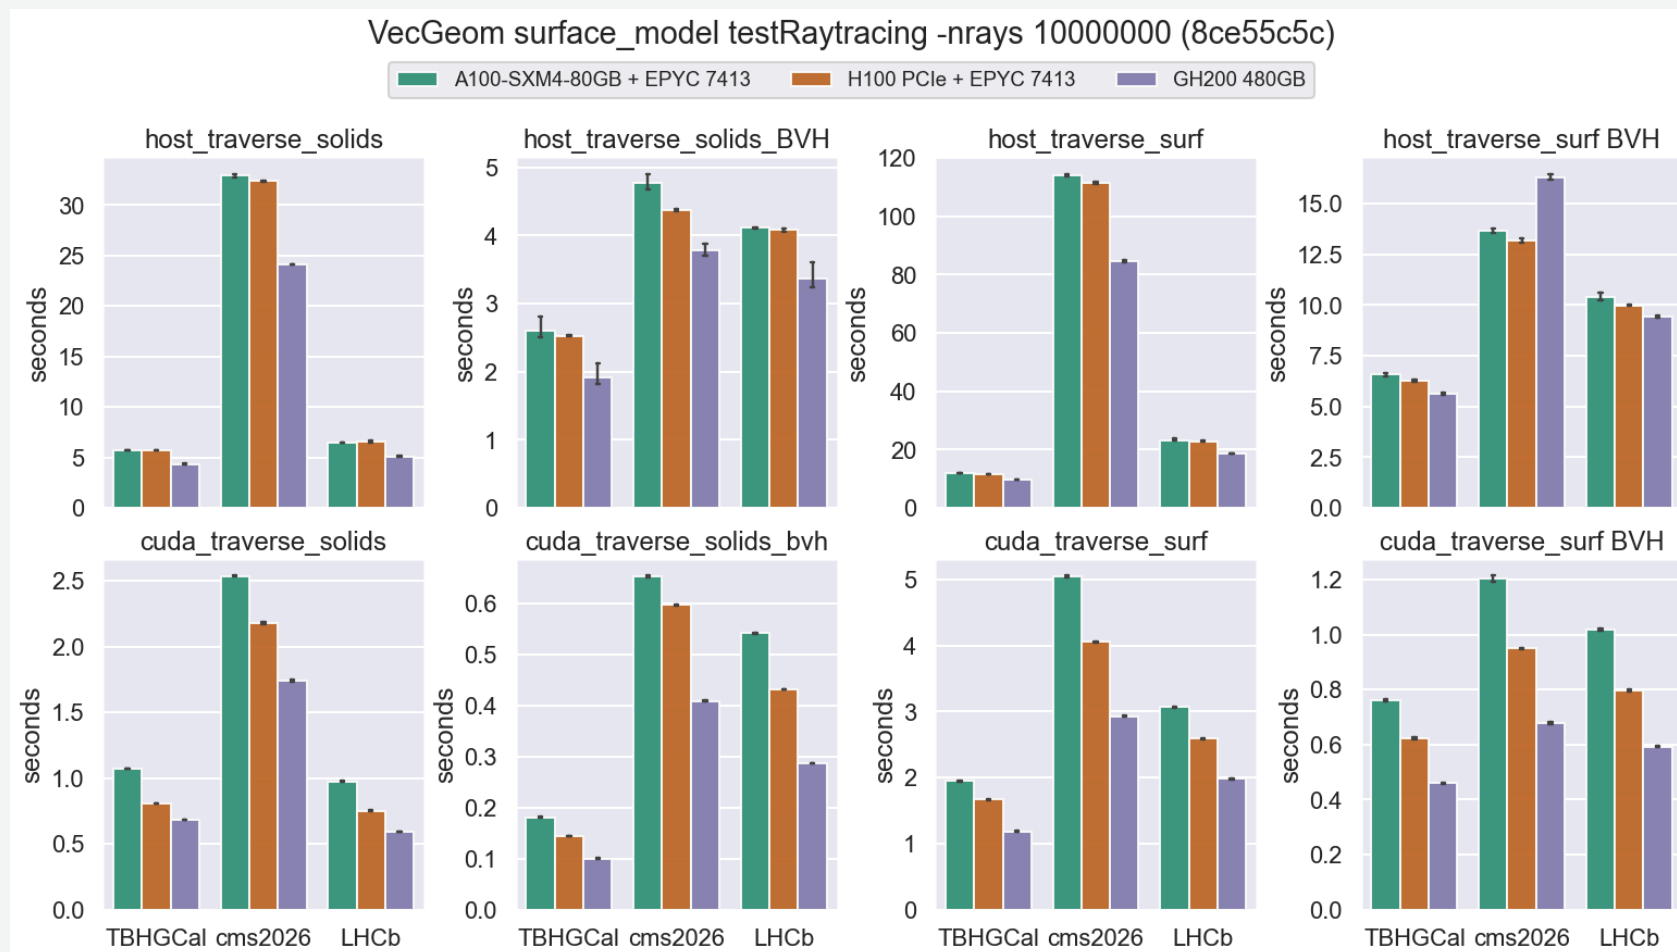 VecGeom surface_model testRaytracing -nrays 10000000 (8ce55c5c)
A100-SXM4-80GB + EPYC 7413 H100 PCIe + EPYC 7413 GH200 480GB
host_traverse_solids
seconds
30
25
20
15
10
5
0
host_traverse_solids_BVH
seconds
5
4
3
2
1
0
host_traverse_surf
seconds
120
100
80
60
40
20
0
host_traverse_surf BVH
seconds
15.0
12.5
10.0
7.5
5.0
2.5
0.0
cuda_traverse_solids
seconds
2.5
2.0
1.5
1.0
0.5
0.0
TBHGCal cms2026 LHCb
cuda_traverse_solids_bvh
seconds
0.6
0.5
0.4
0.3
0.2
0.1
0.0
TBHGCal cms2026 LHCb
cuda_traverse_surf
seconds
5
4
3
2
1
0
TBHGCal cms2026 LHCb
cuda_traverse_surf BVH
seconds
1.2
1.0
0.8
0.6
0.4
0.2
0.0
TBHGCal cms2026 LHCb